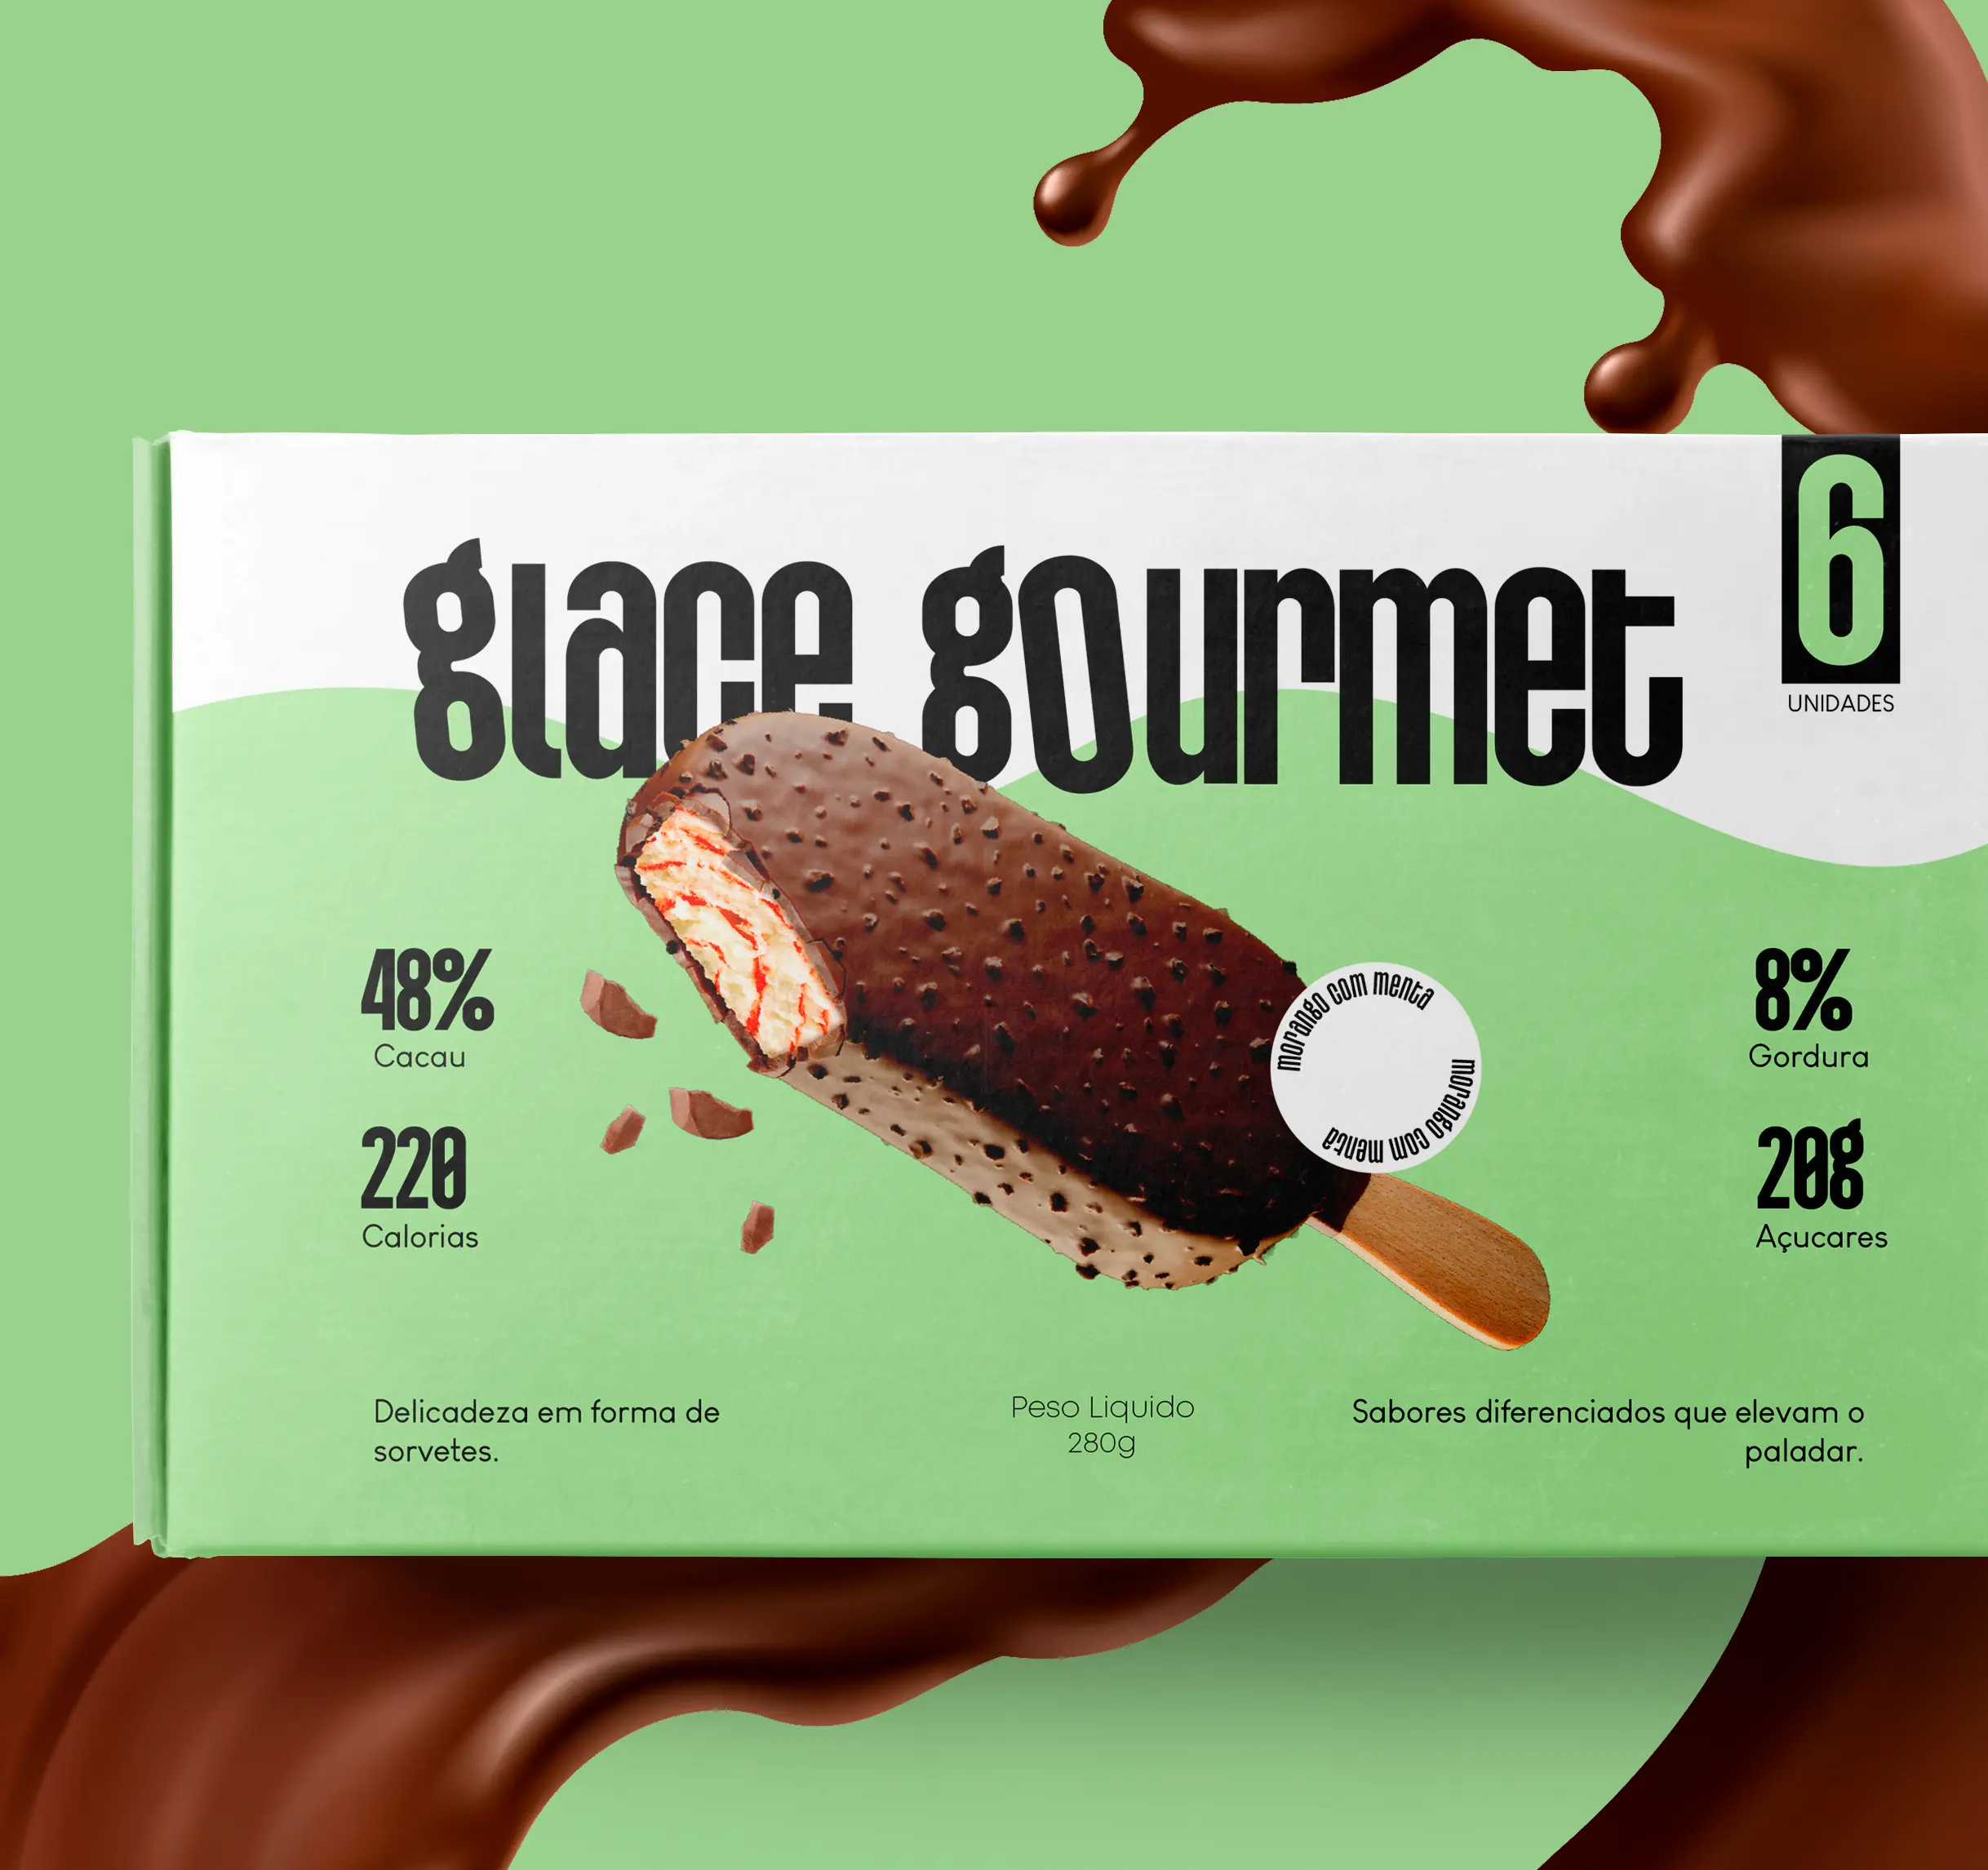 glace gourmet
6
UNIDADES
48%
Cacau
220
Calorias
morango com menta
morango com menta
8%
Gordura
20g
Açucares
Delicadeza em forma de
sorvetes.
Peso Liquido
280g
Sabores diferenciados que elevam o
paladar.